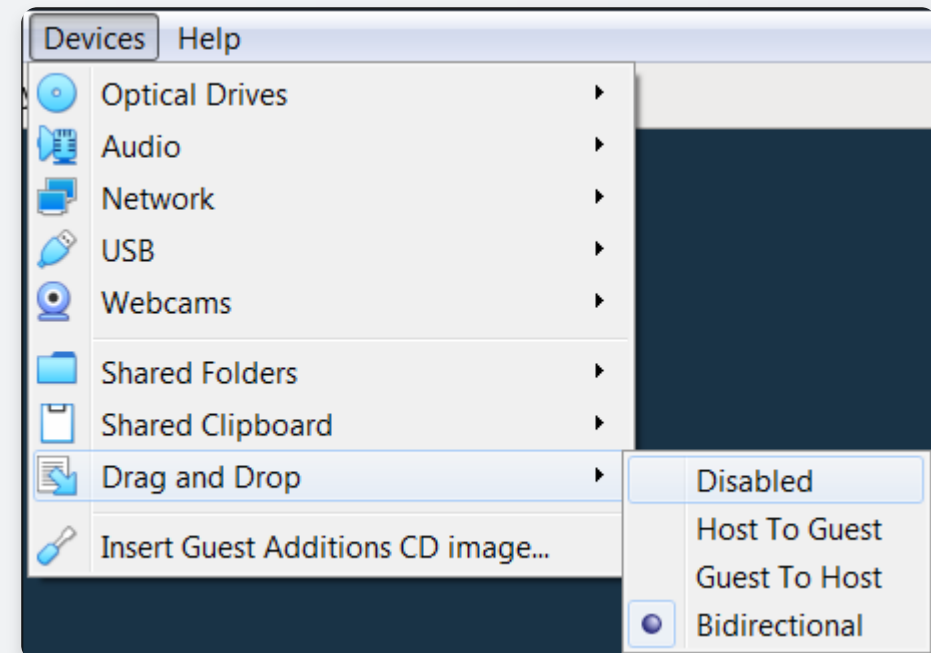 Devices Help
Optical Drives
Audio
Network
USB
Webcams
Shared Folders
Shared Clipboard
Drag and Drop
Insert Guest Additions CD image...
Disabled
Host To Guest
Guest To Host
Bidirectional